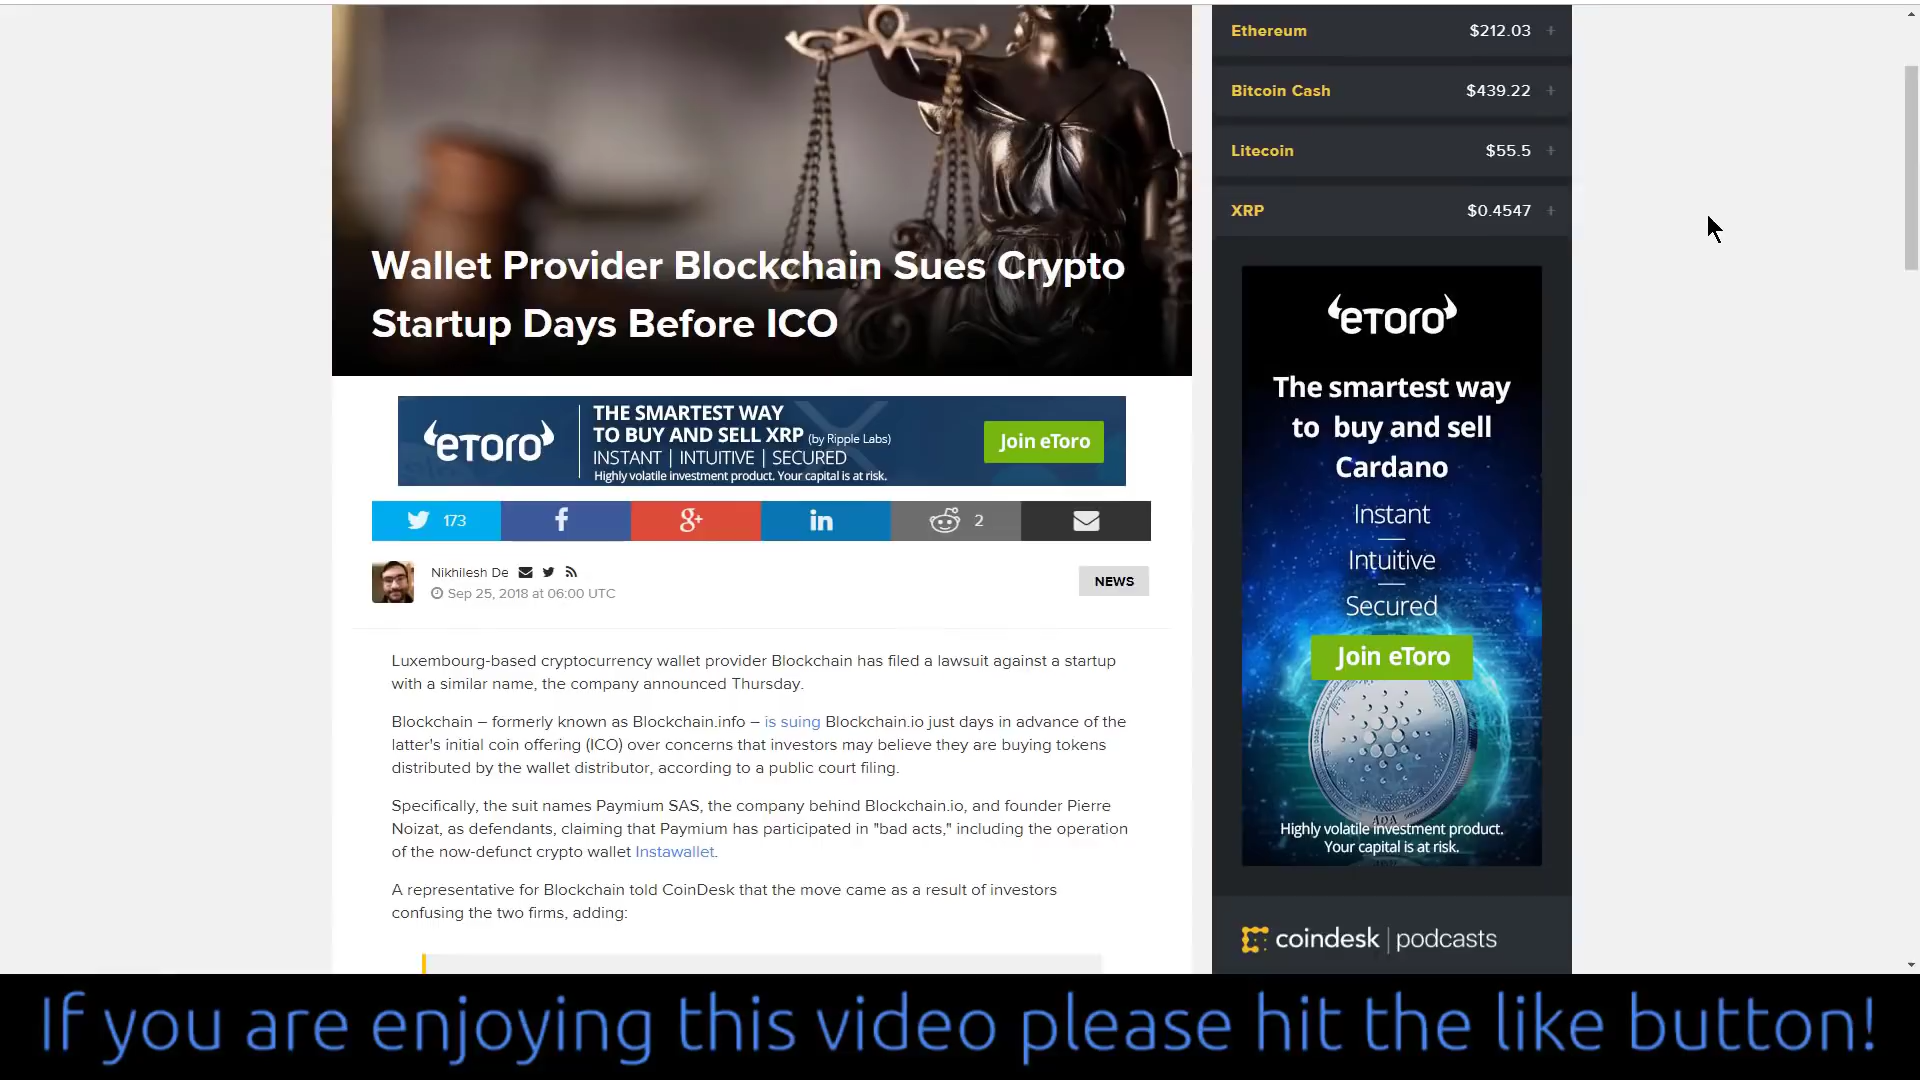 Wallet Provider Blockchain Sues Crypto
Startup Days Before ICO
eTORO
THE SMARTEST WAY
TO BUY AND SELL XRP (by Ripple Labs)
INSTANT | INTUITIVE | SECURED
Highly volatile investment product. Your capital is at risk.
Join eToro
173
2
Nikhilesh De
Sep 25, 2018 at 06:00 UTC
NEWS
Luxembourg-based cryptocurrency wallet provider Blockchain has filed a lawsuit against a startup
with a similar name, the company announced Thursday.
Blockchain – formerly known as Blockchain.info – is suing Blockchain.io just days in advance of the
latter's initial coin offering (ICO) over concerns that investors may believe they are buying tokens
distributed by the wallet distributor, according to a public court filing.
Specifically, the suit names Paymium SAS, the company behind Blockchain.io, and founder Pierre
Noizat, as defendants, claiming that Paymium has participated in "bad acts," including the operation
of the now-defunct crypto wallet Instawallet.
A representative for Blockchain told CoinDesk that the move came as a result of investors
confusing the two firms, adding:
Ethereum $212.03 +
Bitcoin Cash $439.22 +
Litecoin $55.5 +
XRP $0.4547 +
eTORO
The smartest way
to buy and sell
Cardano
Instant
Intuitive
Secured
Join eToro
ADA
Highly volatile investment product.
Your capital is at risk.
coindesk | podcasts
If you are enjoying this video please hit the like button!